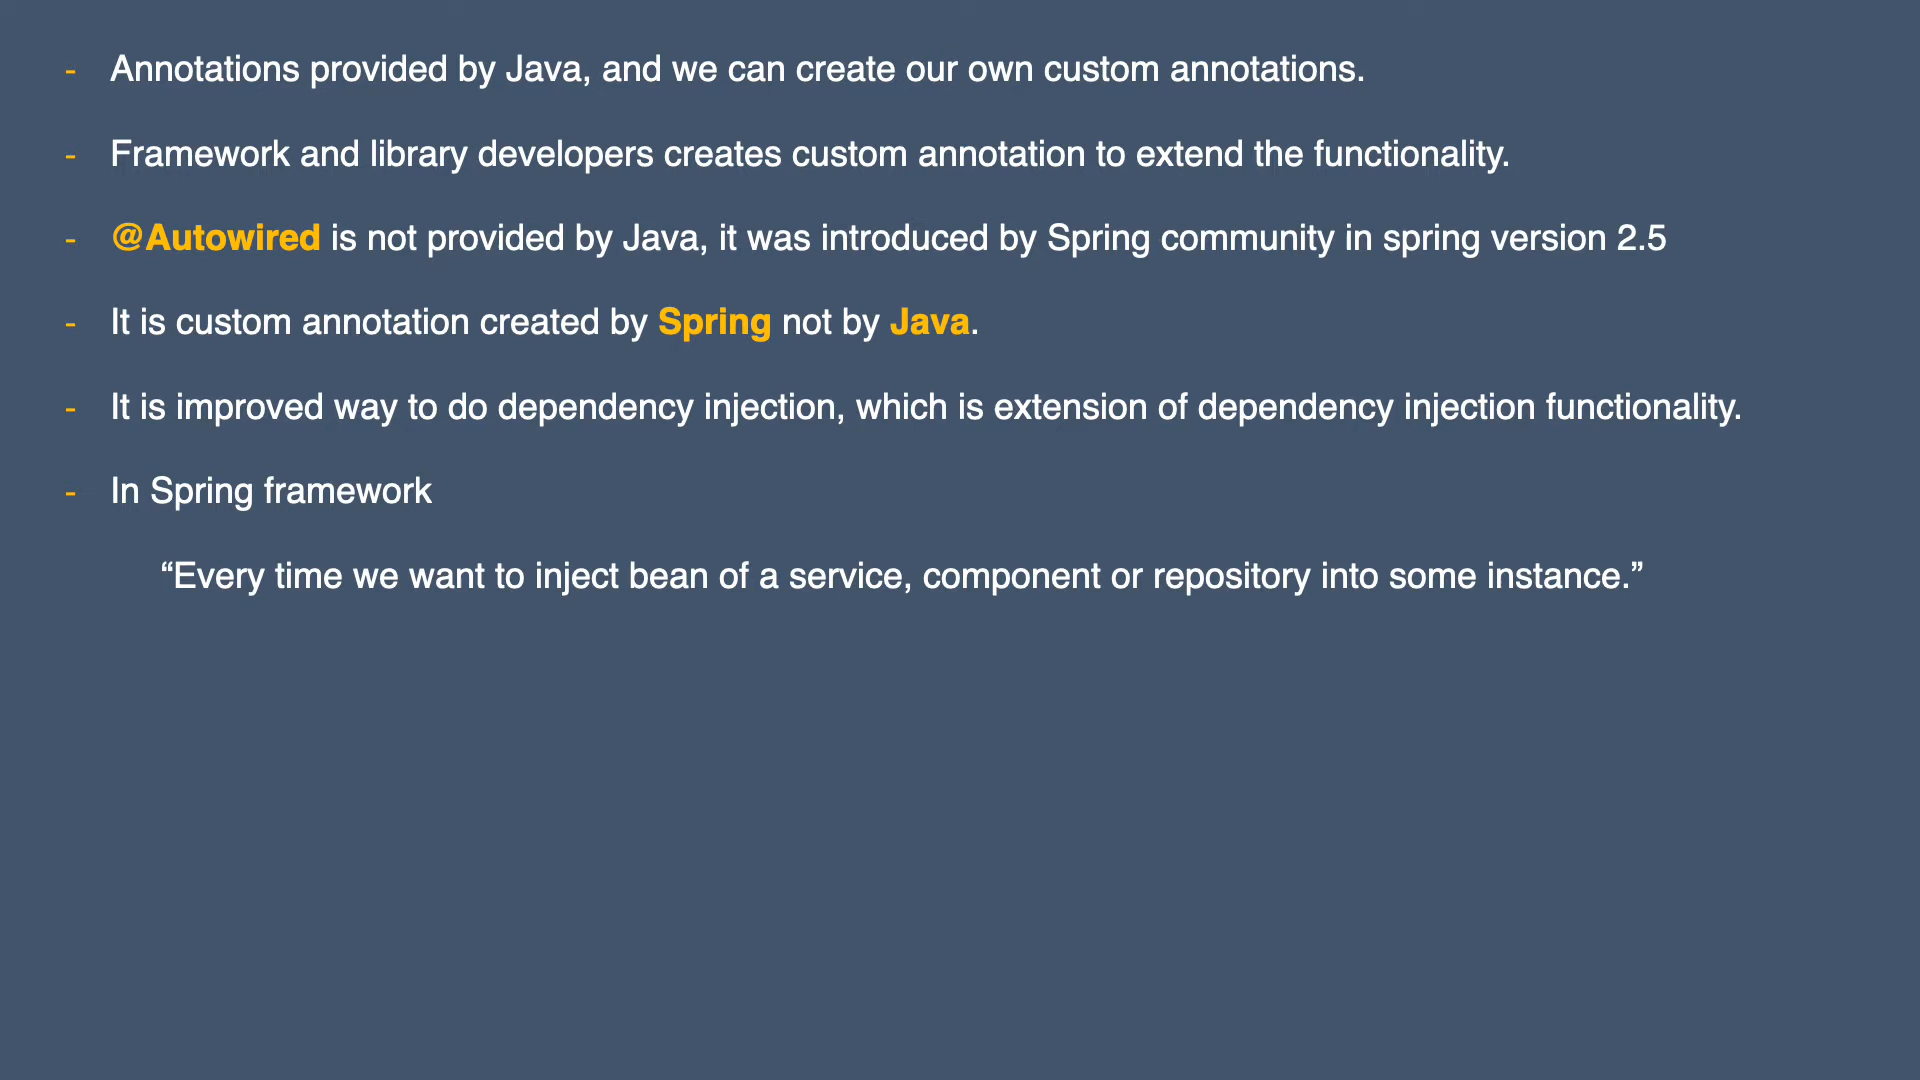 - Annotations provided by Java, and we can create our own custom annotations.
- Framework and library developers creates custom annotation to extend the functionality.
- @Autowired is not provided by Java, it was introduced by Spring community in spring version 2.5
- It is custom annotation created by Spring not by Java.
- It is improved way to do dependency injection, which is extension of dependency injection functionality.
- In Spring framework
“Every time we want to inject bean of a service, component or repository into some instance.”